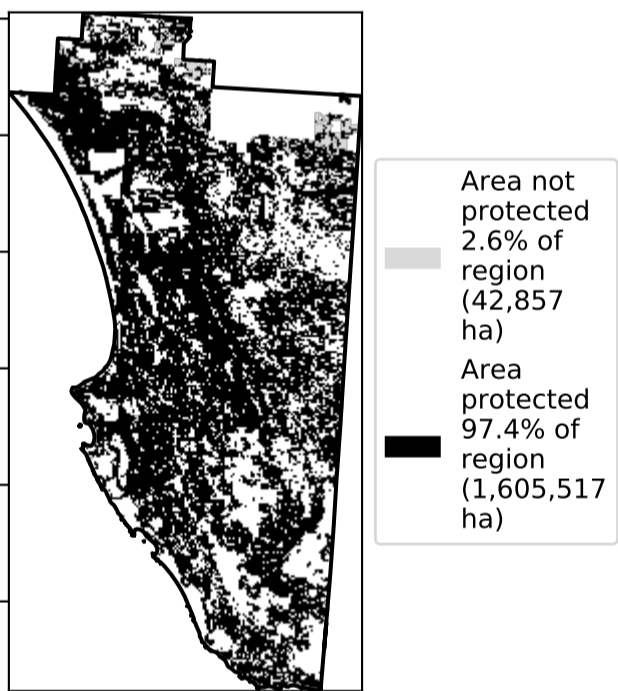 Area not
protected
2.6% of
region
(42,857
ha)
Area
protected
97.4% of
region
(1,605,517
ha)